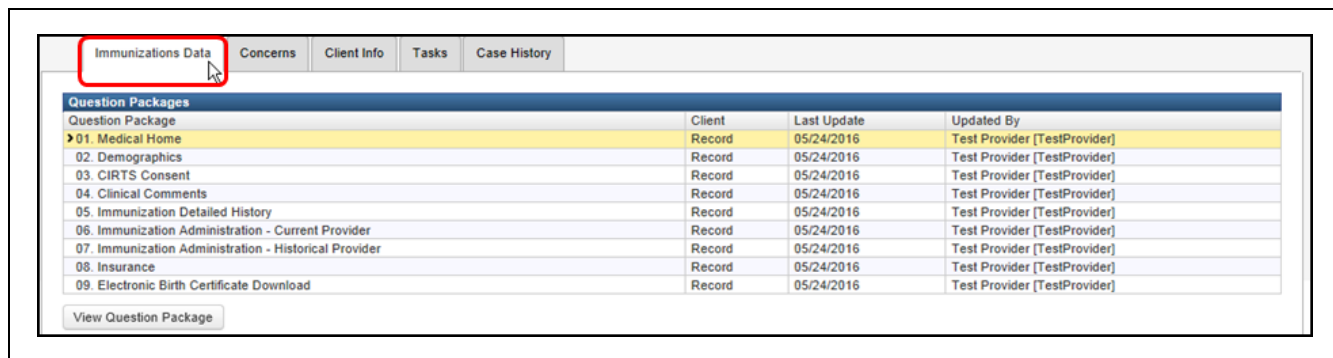 Immunizations Data Concerns Client Info Tasks Case History
Question Packages
Question Package Client Last Update Updated By
01. Medical Home Record 05/24/2016 Test Provider [TestProvider]
02. Demographics Record 05/24/2016 Test Provider [TestProvider]
03. CIRTS Consent Record 05/24/2016 Test Provider [TestProvider]
04. Clinical Comments Record 05/24/2016 Test Provider [TestProvider]
05. Immunization Detailed History Record 05/24/2016 Test Provider [TestProvider]
06. Immunization Administration - Current Provider Record 05/24/2016 Test Provider [TestProvider]
07. Immunization Administration - Historical Provider Record 05/24/2016 Test Provider [TestProvider]
08. Insurance Record 05/24/2016 Test Provider [TestProvider]
09. Electronic Birth Certificate Download Record 05/24/2016 Test Provider [TestProvider]
View Question Package